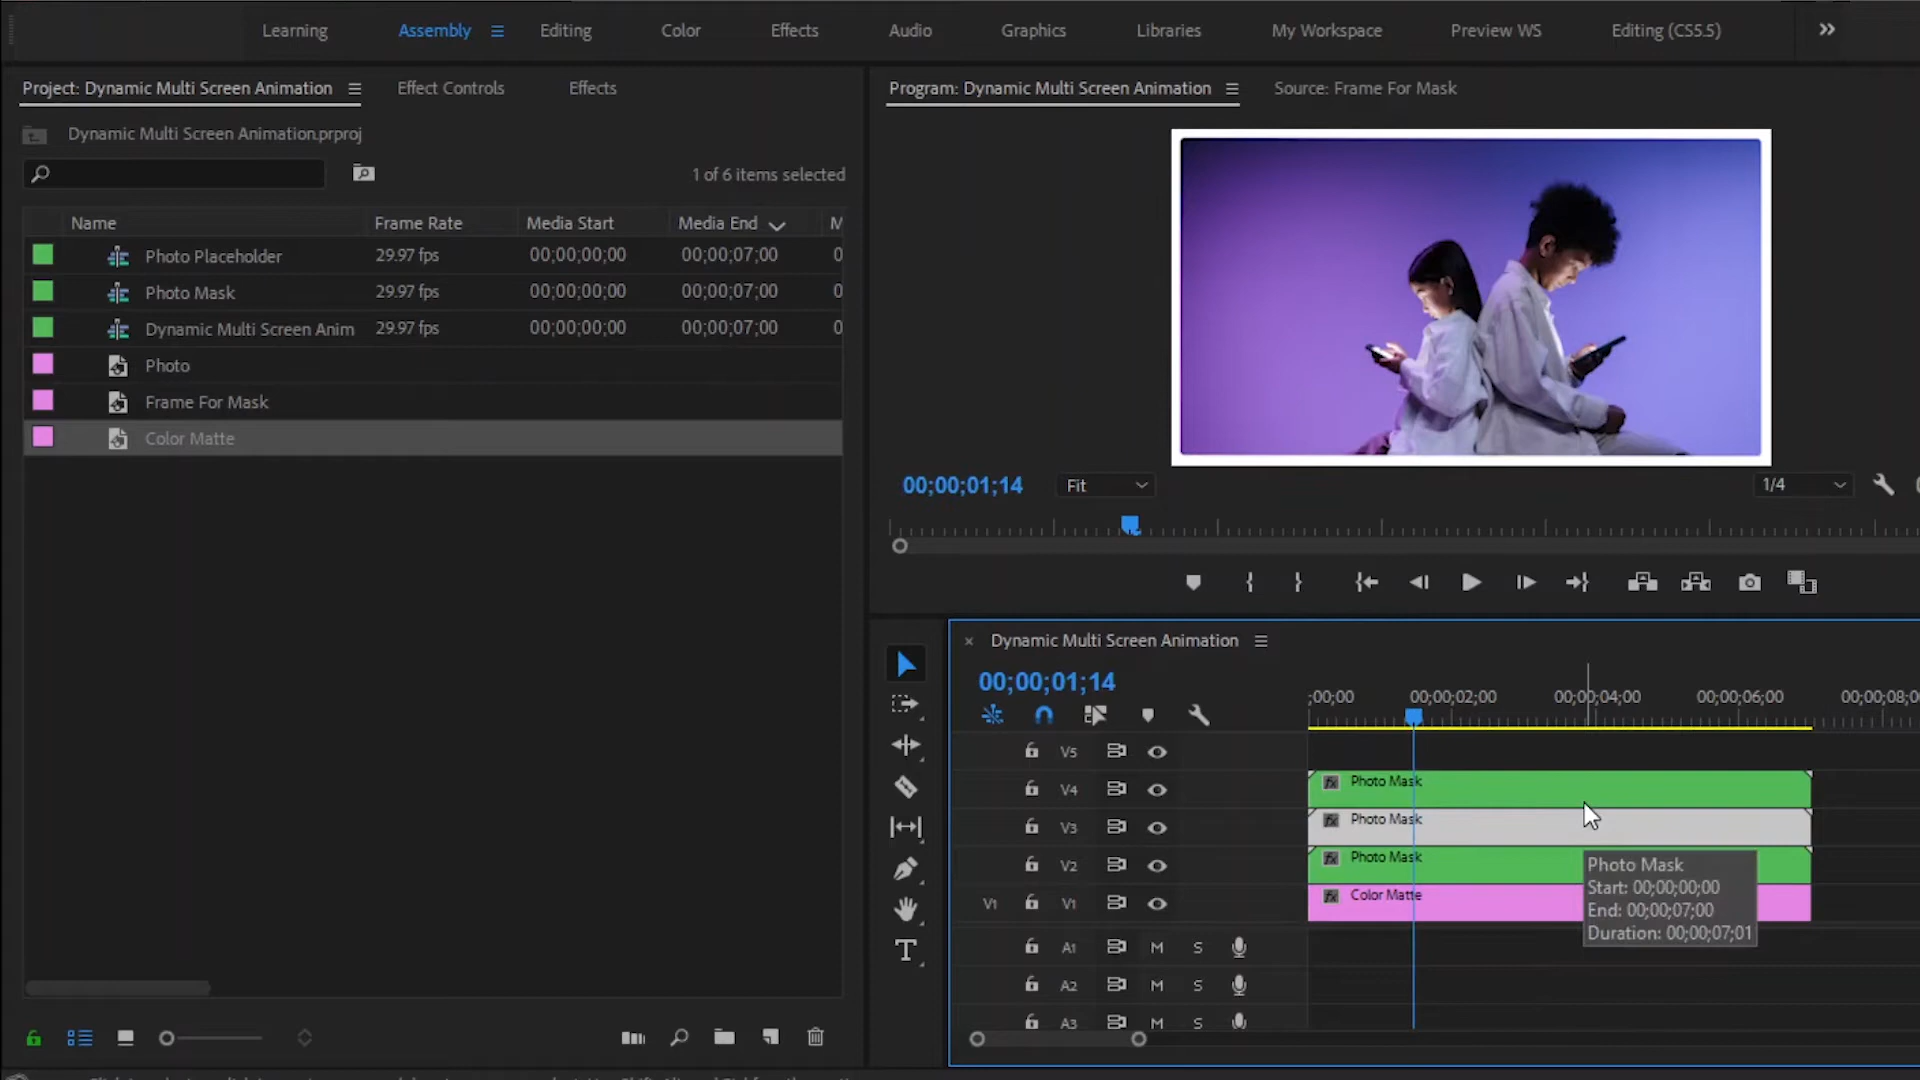 Learning Assembly Editing Color Effects Audio Graphics Libraries My Workspace Preview WS Editing (CS5.5)
Project: Dynamic Multi Screen Animation Effect Controls Effects
Dynamic Multi Screen Animation.prproj
1 of 6 items selected
Name Frame Rate Media Start Media End M
Photo Placeholder 29.97 fps 00;00;00;00 00;00;07;00 0
Photo Mask 29.97 fps 00;00;00;00 00;00;07;00 0
Dynamic Multi Screen Anim 29.97 fps 00;00;00;00 00;00;07;00 0
Photo
Frame For Mask
Color Matte
Program: Dynamic Multi Screen Animation Source: Frame For Mask
00;00;01;14 Fit 1/4
× Dynamic Multi Screen Animation
00;00;01;14
;00;00 00;00;02;00 00;00;04;00 00;00;06;00 00;00;08;0
V5
V4 fx Photo Mask
V3 fx Photo Mask
V2 fx Photo Mask
V1 V1 fx Color Matte
Photo Mask
Start: 00;00;00;00
End: 00;00;07;00
Duration: 00;00;07;01
A1 M S
A2 M S
A3 M S